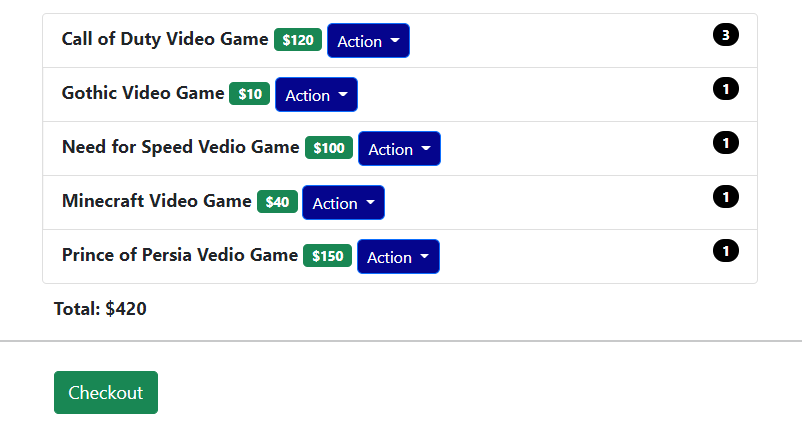 Call of Duty Video Game $120 Action 3
Gothic Video Game $10 Action 1
Need for Speed Vedio Game $100 Action 1
Minecraft Video Game $40 Action 1
Prince of Persia Vedio Game $150 Action 1
Total: $420
Checkout